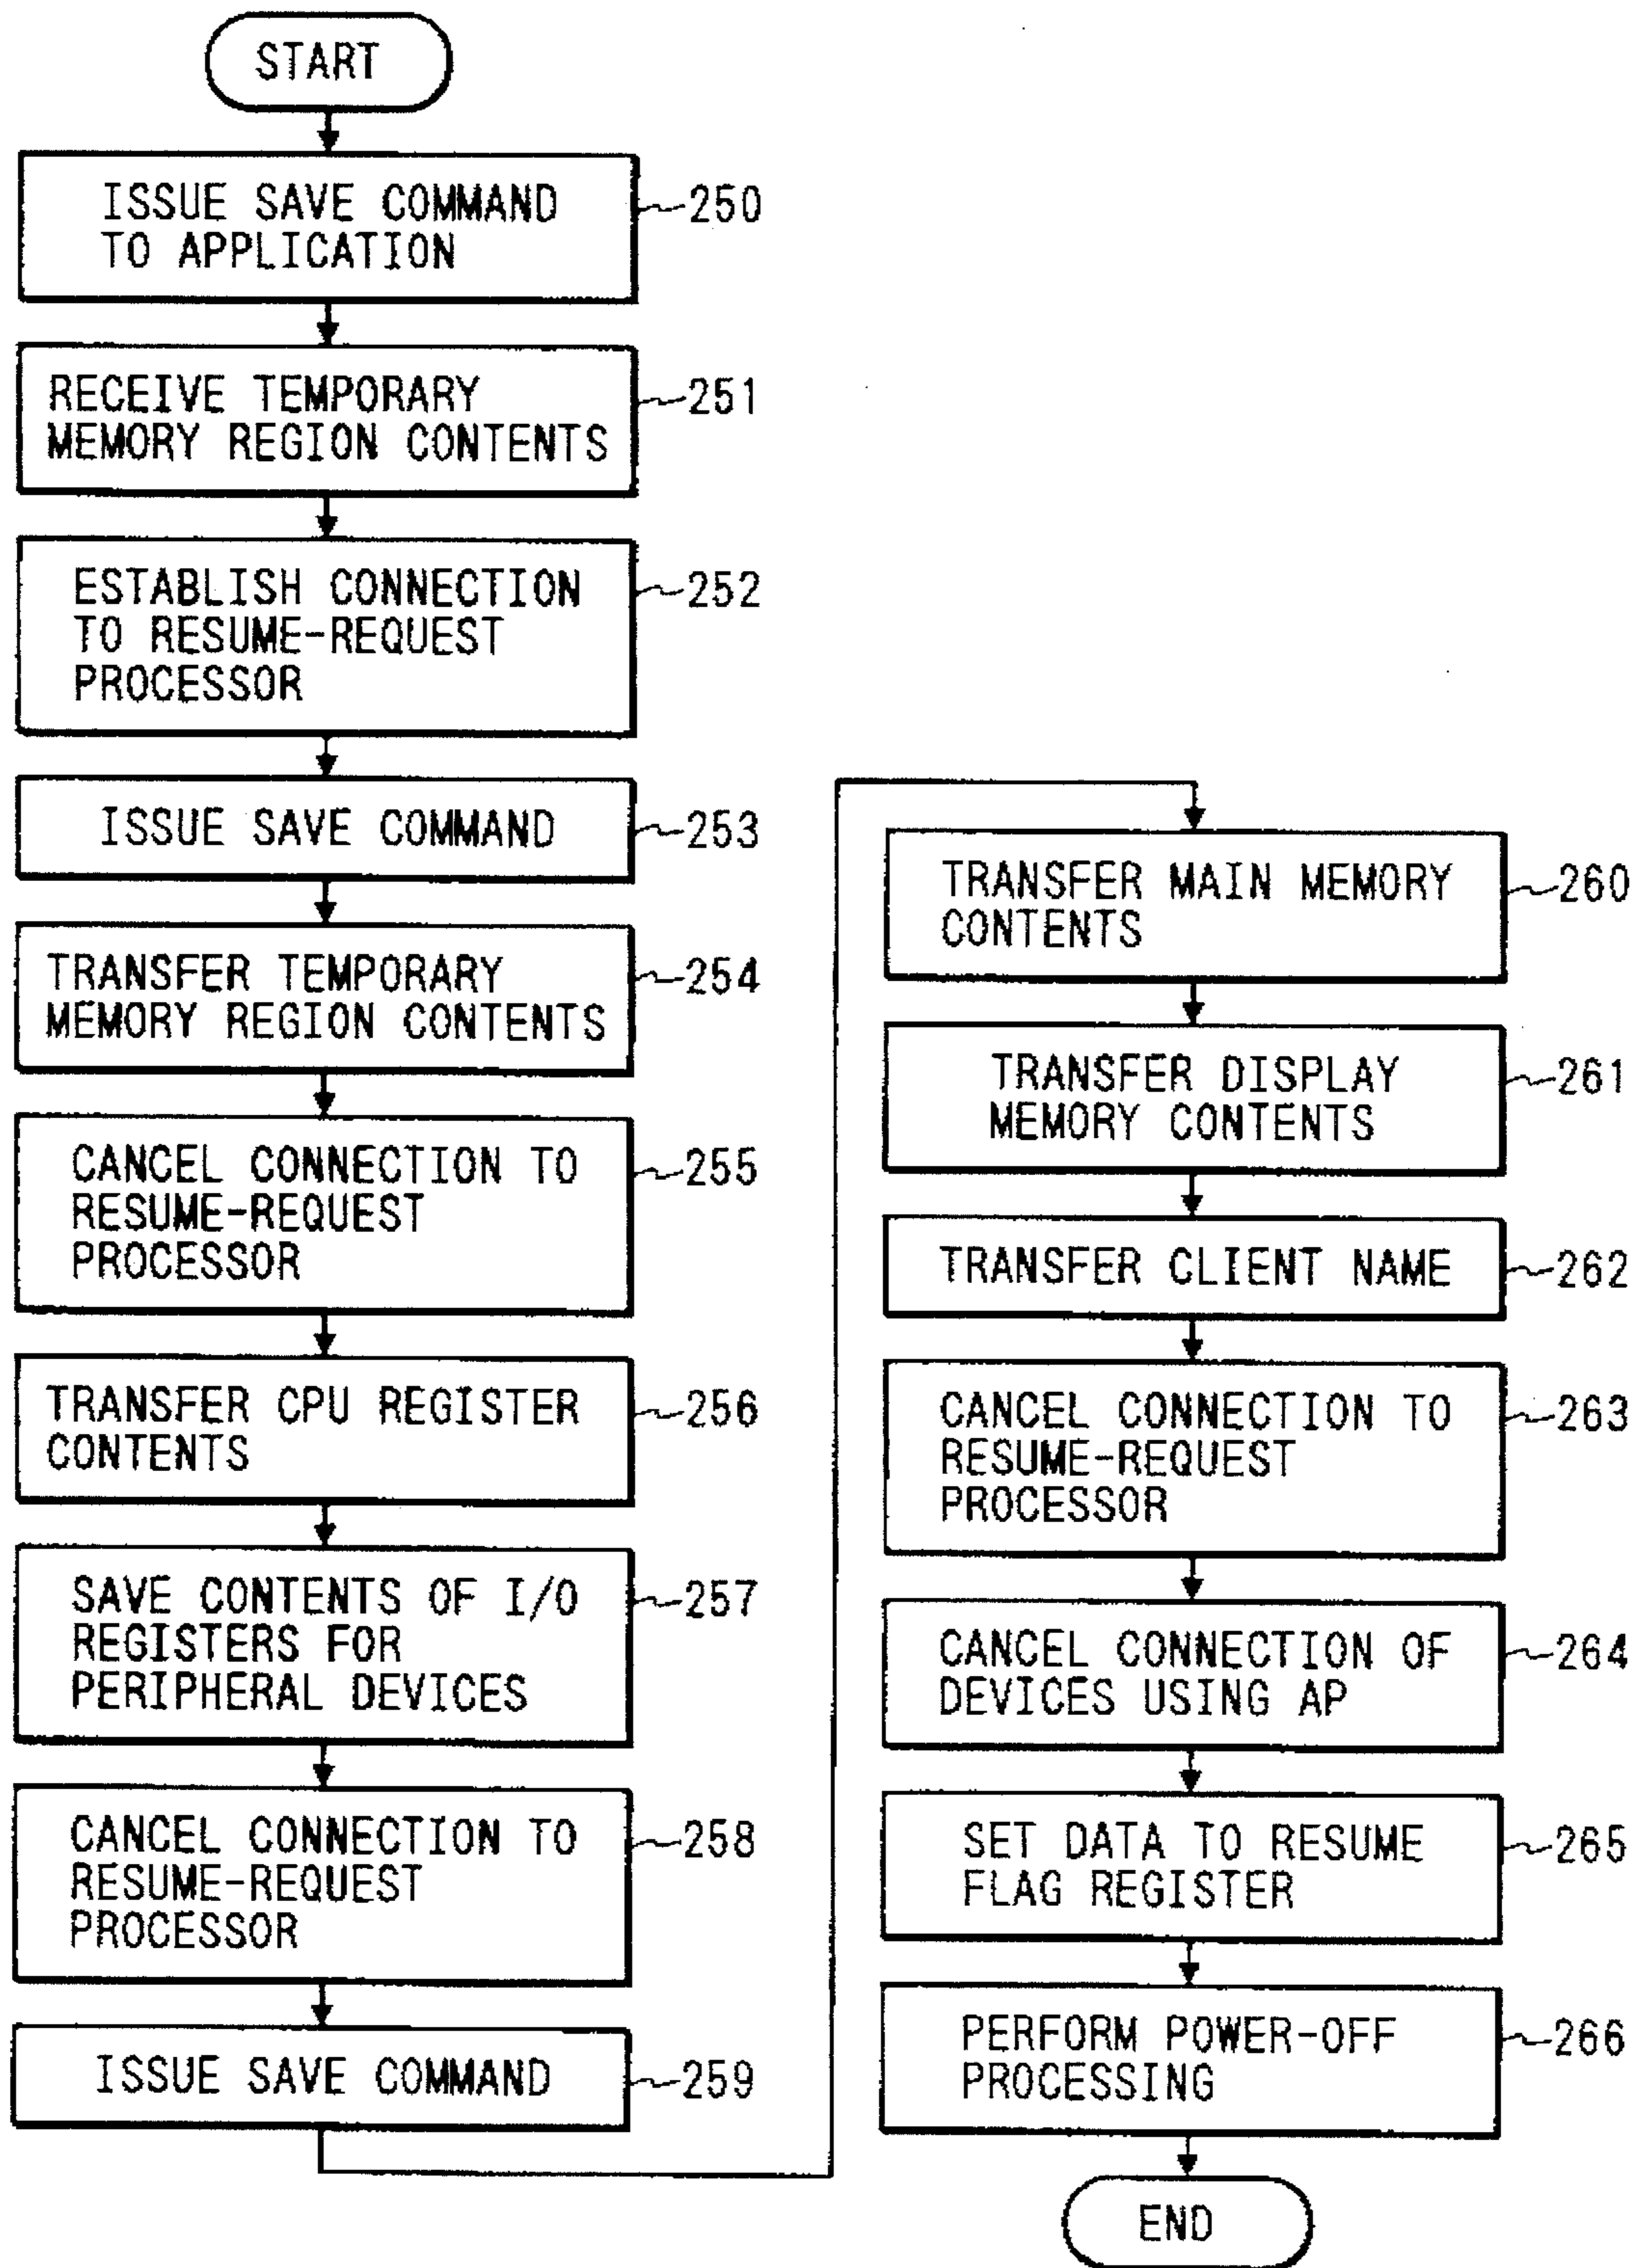 START
ISSUE SAVE COMMAND
TO APPLICATION
250
RECEIVE TEMPORARY
MEMORY REGION CONTENTS
251
ESTABLISH CONNECTION
TO RESUME-REQUEST
PROCESSOR
252
ISSUE SAVE COMMAND
253
TRANSFER TEMPORARY
MEMORY REGION CONTENTS
254
CANCEL CONNECTION TO
RESUME-REQUEST
PROCESSOR
255
TRANSFER CPU REGISTER
CONTENTS
256
SAVE CONTENTS OF I/O
REGISTERS FOR
PERIPHERAL DEVICES
257
CANCEL CONNECTION TO
RESUME-REQUEST
PROCESSOR
258
ISSUE SAVE COMMAND
259
TRANSFER MAIN MEMORY
CONTENTS
260
TRANSFER DISPLAY
MEMORY CONTENTS
261
TRANSFER CLIENT NAME
262
CANCEL CONNECTION TO
RESUME-REQUEST
PROCESSOR
263
CANCEL CONNECTION OF
DEVICES USING AP
264
SET DATA TO RESUME
FLAG REGISTER
265
PERFORM POWER-OFF
PROCESSING
266
END